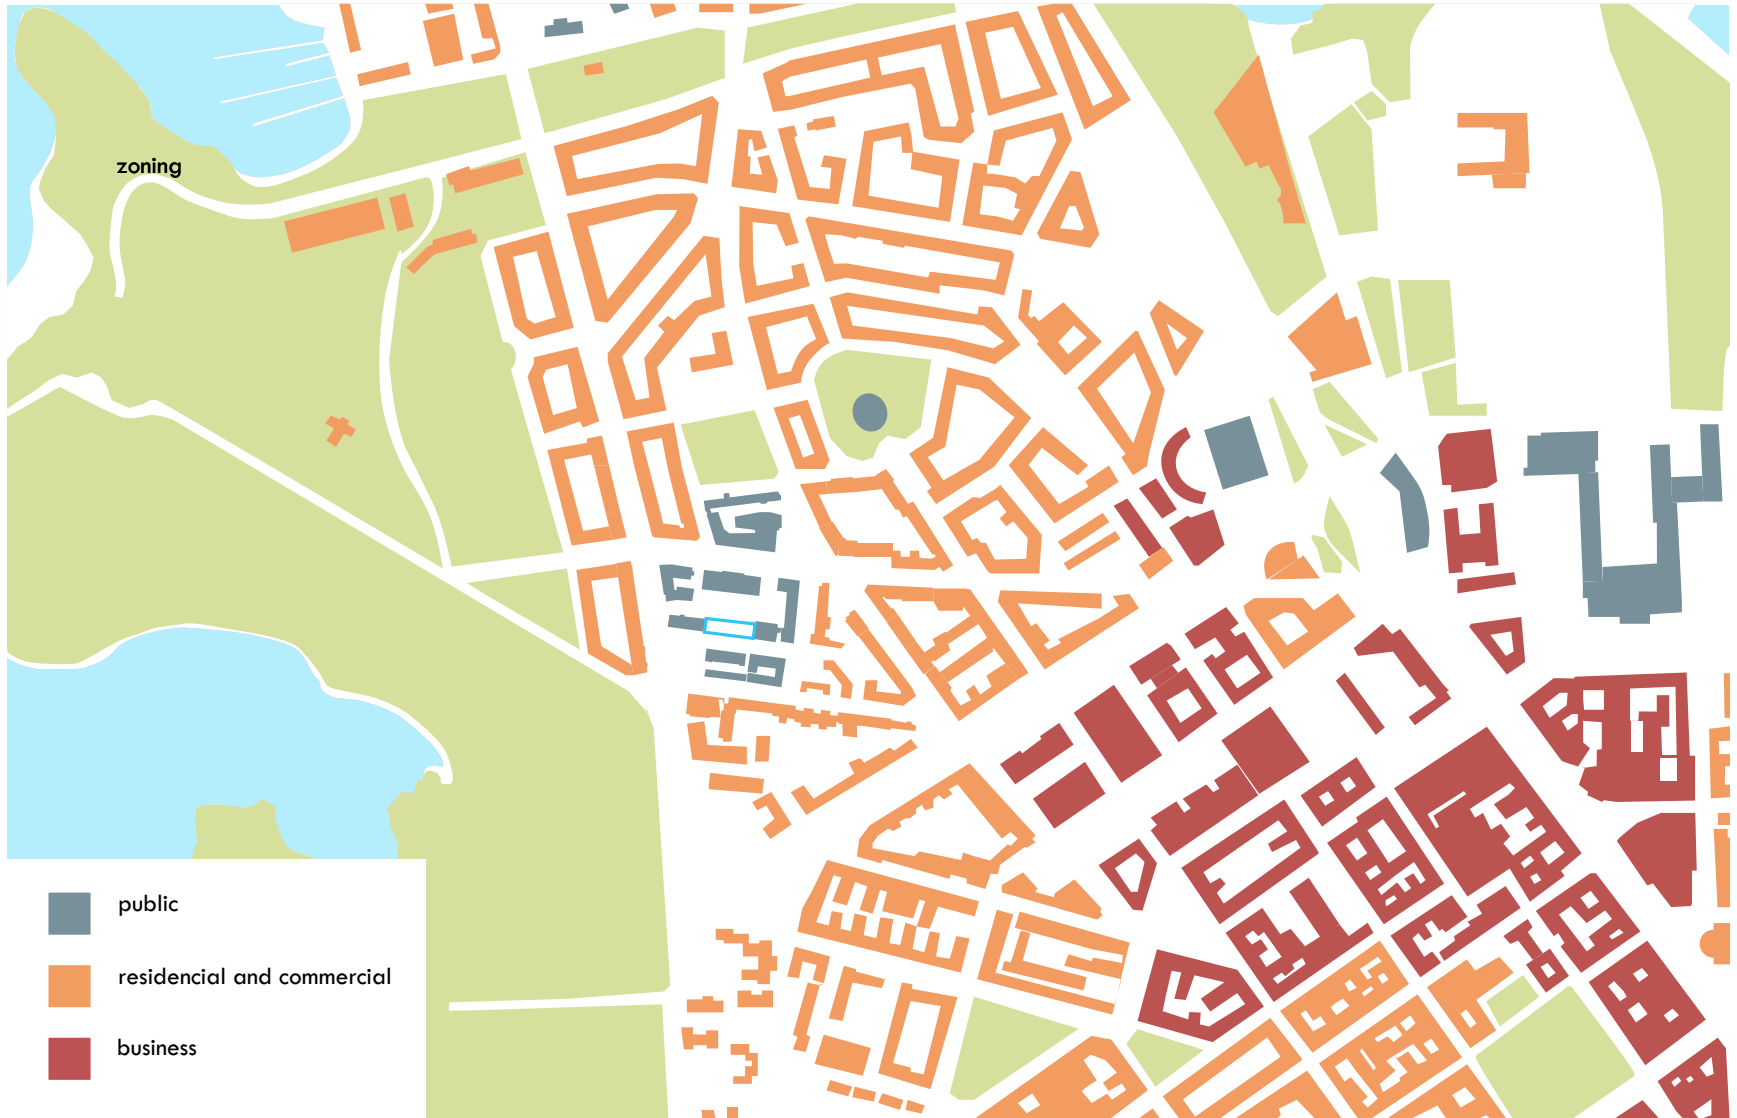 zoning
public
residencial and commercial
business